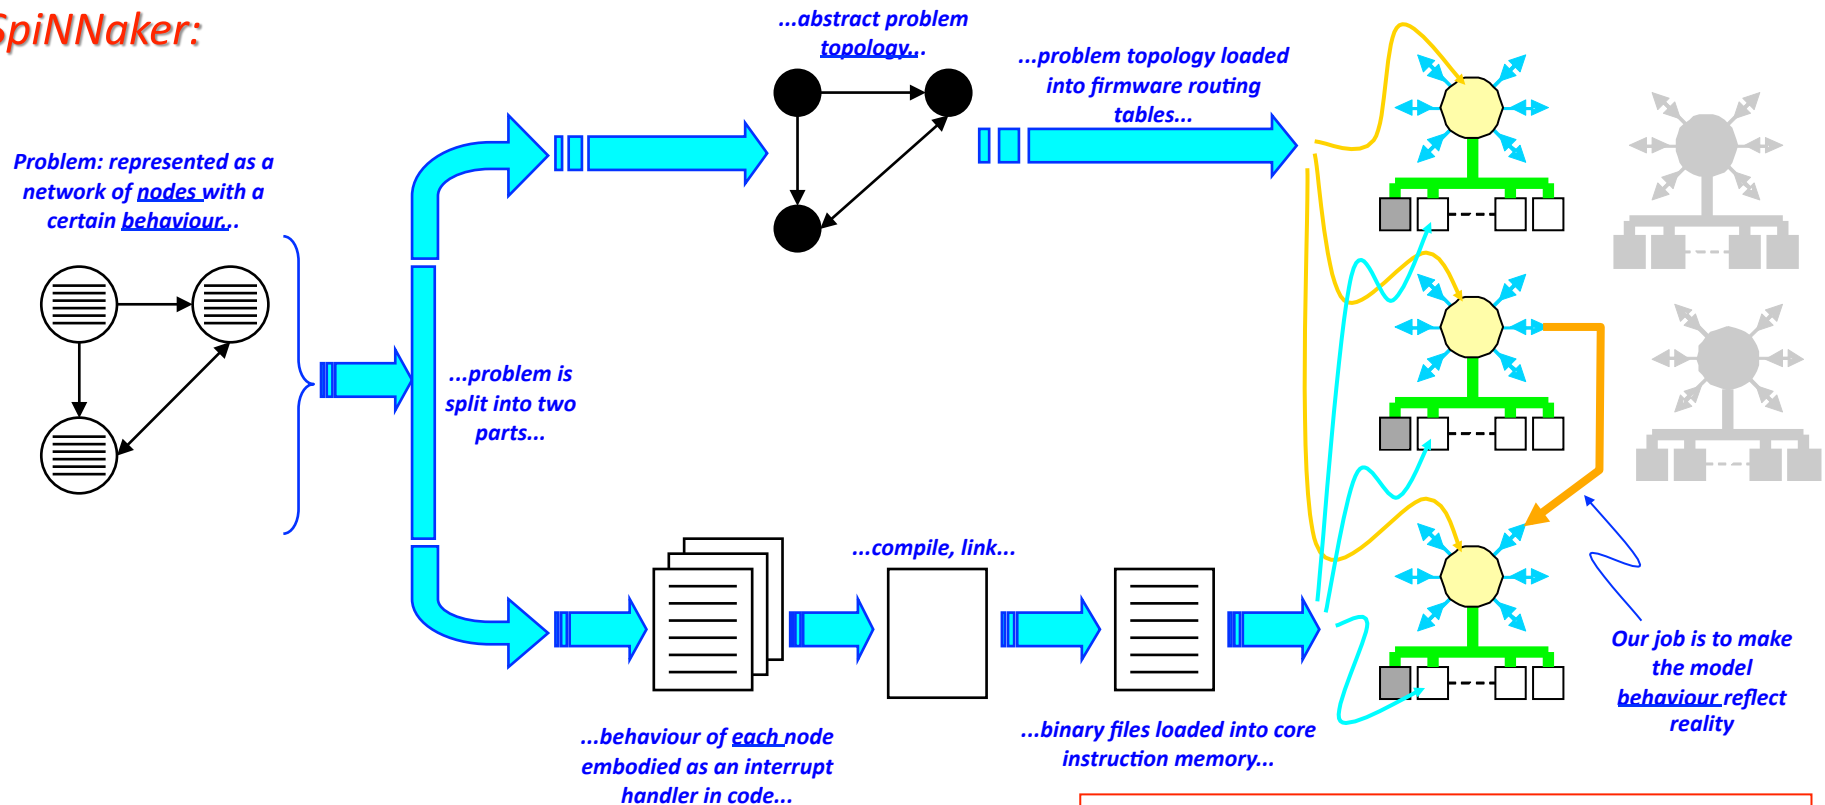 SpiNNaker:
...abstract problem
topology...
...problem topology loaded
into firmware routing
tables...
Problem: represented as a
network of nodes with a
certain behaviour...
...problem is
split into two
parts...
...compile, link...
...behaviour of each node
embodied as an interrupt
handler in code...
...binary files loaded into core
instruction memory...
Our job is to make
the model
behaviour reflect
reality